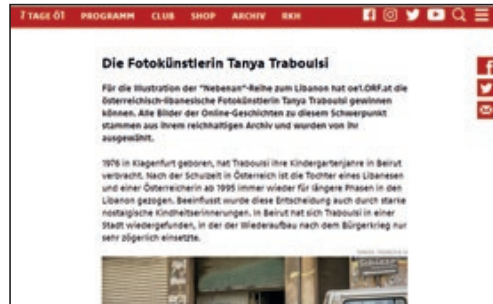 7 TAGE Ö1 PROGRAMM CLUB SHOP ARCHIV RKH
Die Fotokünstlerin Tanya Traboulsi
Für die Illustration der "Nebenan"-Reihe zum Libanon hat oe1.ORF.at die
österreichisch-libanesische Fotokünstlerin Tanya Traboulsi gewinnen
können. Alle Bilder der Online-Geschichten zu diesem Schwerpunkt
stammen aus ihrem reichhaltigen Archiv und wurden von ihr
ausgewählt.
1976 in Klagenfurt geboren, hat Traboulsi ihre Kindergartenjahre in Beirut
verbracht. Nach der Schulzeit in Österreich ist die Tochter eines Libanesen
und einer Österreicherin ab 1995 immer wieder für längere Phasen in den
Libanon gezogen. Beeinflusst wurde diese Entscheidung auch durch starke
nostalgische Kindheitserinnerungen. In Beirut hat sich Traboulsi in einer
Stadt wiedergefunden, in der der Wiederaufbau nach dem Bürgerkrieg nur
sehr zögerlich einsetzte.